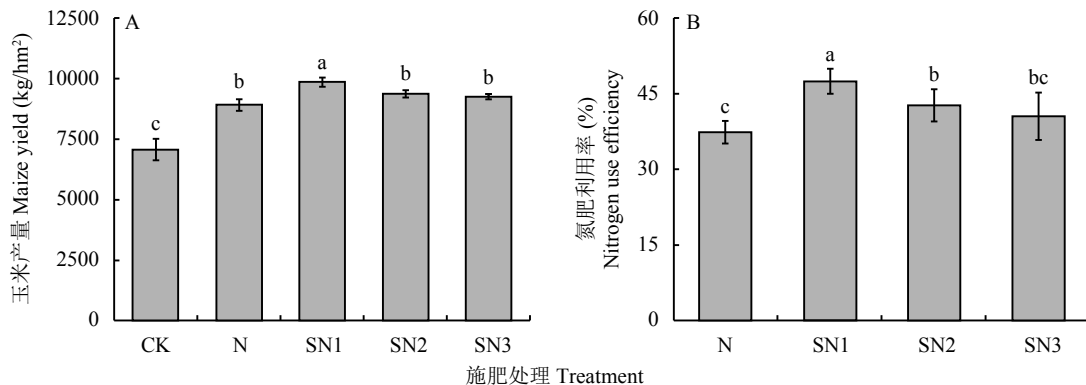 A
玉米产量 Maize yield (kg/hm²)
12500
10000
7500
5000
2500
0
c
b
a
b
b
CK
N
SN1
SN2
SN3
B
氮肥利用率 (%)
Nitrogen use efficiency
60
45
30
15
0
c
a
b
bc
N
SN1
SN2
SN3
施肥处理 Treatment